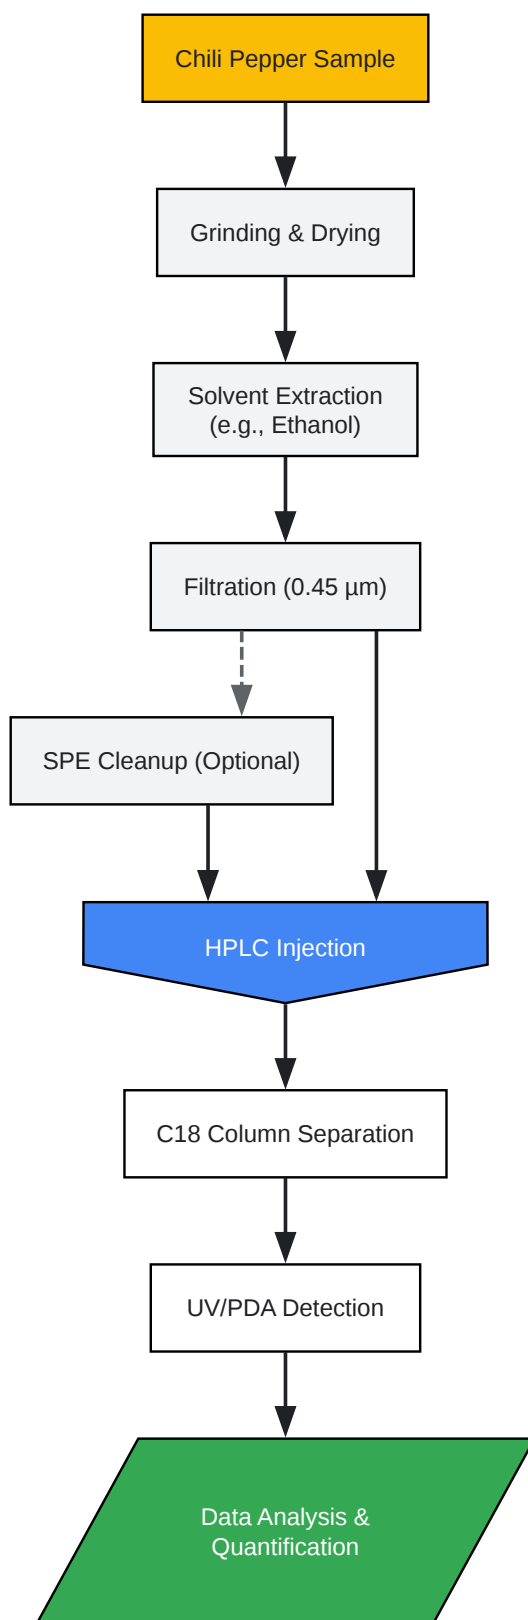 Chili Pepper Sample
Grinding & Drying
Solvent Extraction
(e.g., Ethanol)
Filtration (0.45 µm)
SPE Cleanup (Optional)
HPLC Injection
C18 Column Separation
UV/PDA Detection
Data Analysis &
Quantification